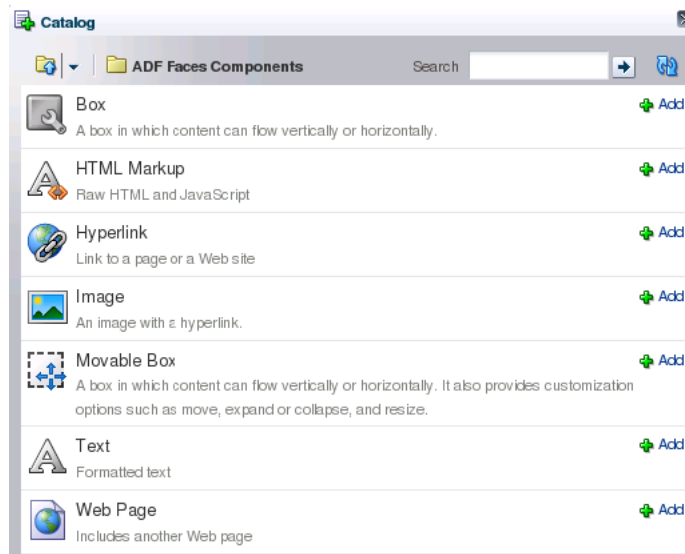 Catalog
ADF Faces Components Search
Box Add
A box in which content can flow vertically or horizontally.
HTML Markup Add
Raw HTML and JavaScript
Hyperlink Add
Link to a page or a Web site
Image Add
An image with a hyperlink.
Movable Box Add
A box in which content can flow vertically or horizontally. It also provides customization
options such as move, expand or collapse, and resize.
Text Add
Formatted text
Web Page Add
Includes another Web page